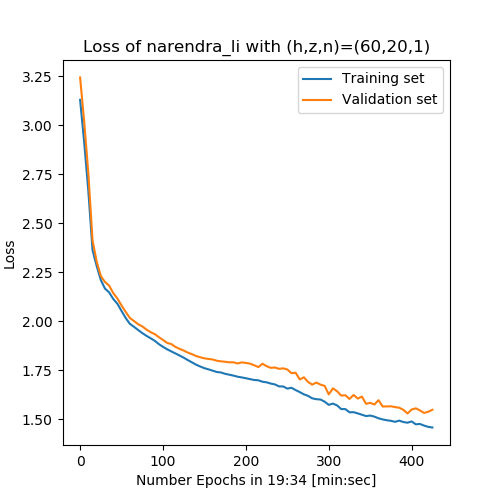 Loss of narendra_li with (h,z,n)=(60,20,1)
Training set
Validation set
Loss
3.25
3.00
2.75
2.50
2.25
2.00
1.75
1.50
0 100 200 300 400
Number Epochs in 19:34 [min:sec]